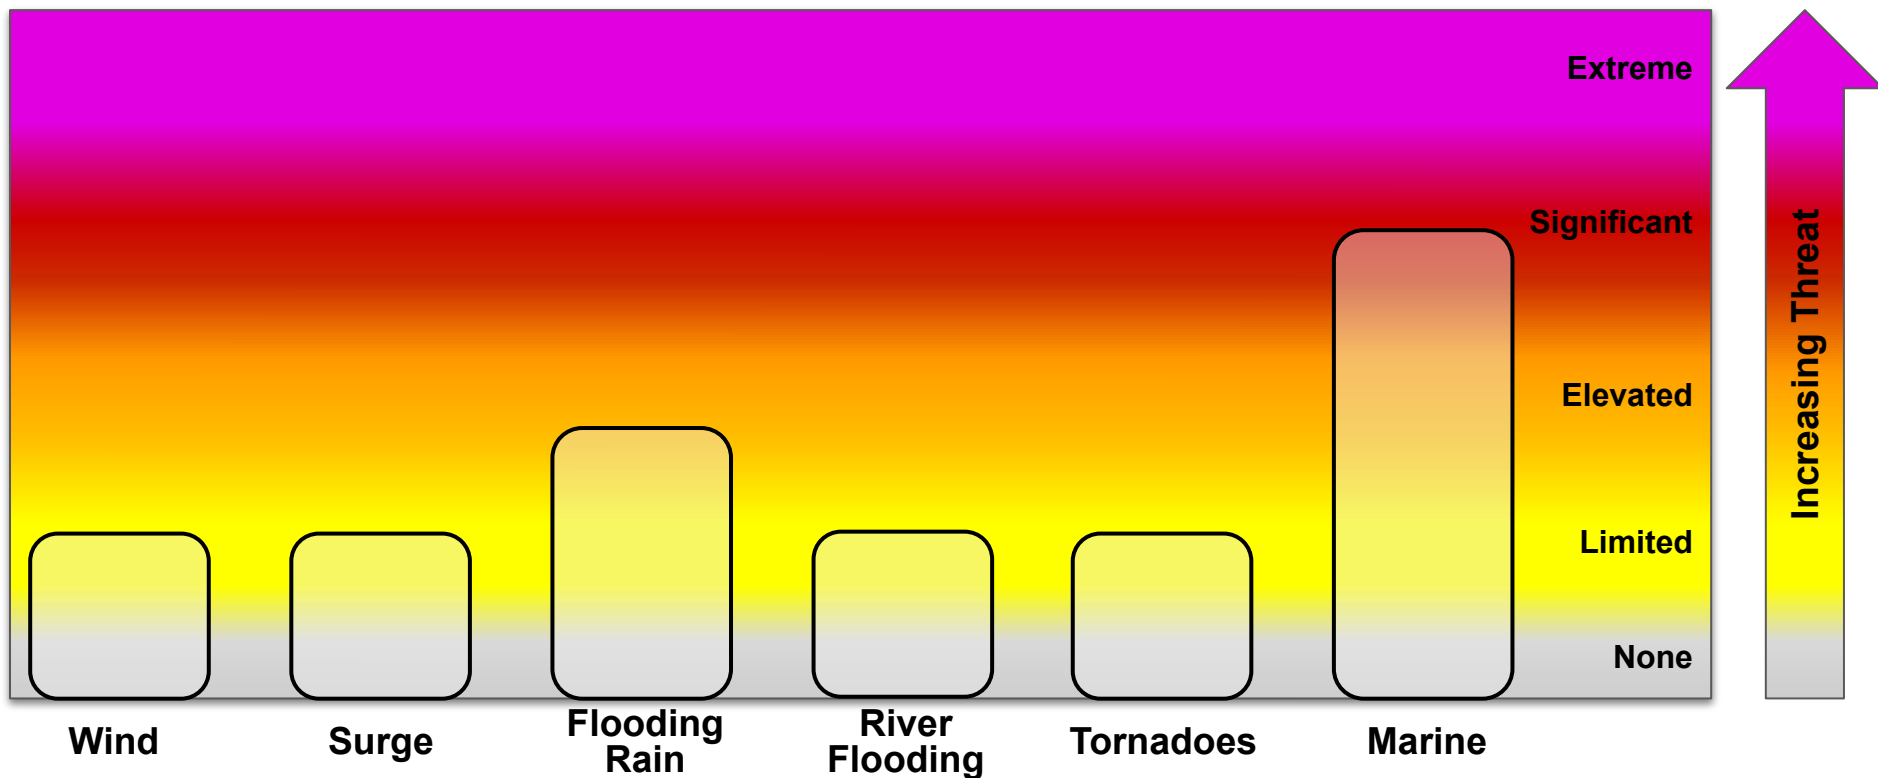 Extreme
Significant
Elevated
Limited
None
Increasing Threat
Wind
Surge
Flooding
Rain
River
Flooding
Tornadoes
Marine